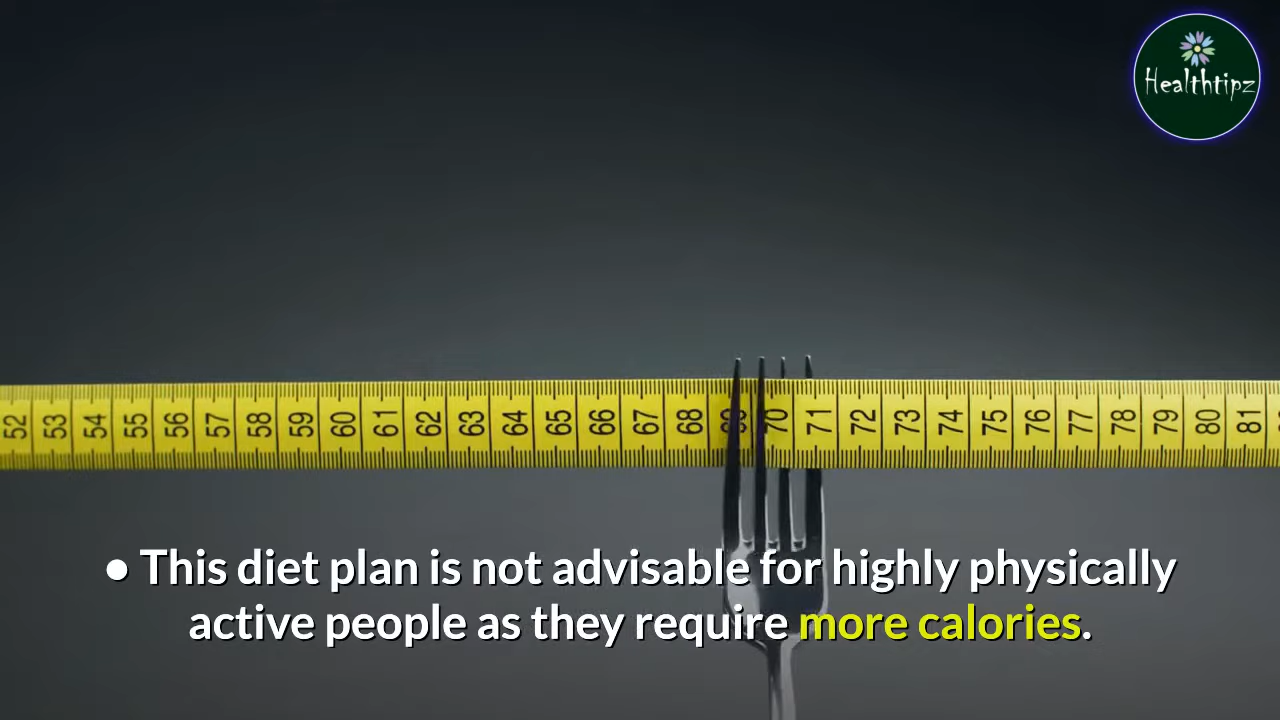 Healthtipz
52 53 54 55 56 57 58 59 60 61 62 63 64 65 66 67 68 69 70 71 72 73 74 75 76 77 78 79 80 81
• This diet plan is not advisable for highly physically
active people as they require more calories.